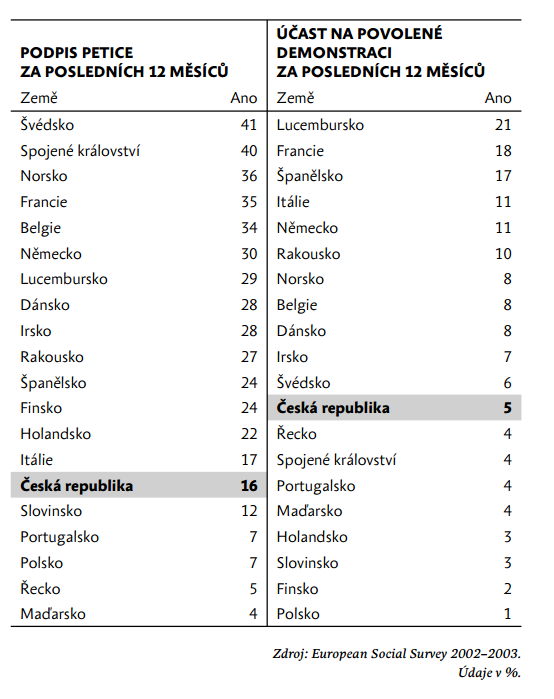 PODPIS PETICE
ZA POSLEDNÍCH 12 MĚSÍCŮ
Země Ano
Švédsko 41
Spojené království 40
Norsko 36
Francie 35
Belgie 34
Německo 30
Lucembursko 29
Dánsko 28
Irsko 28
Rakousko 27
Španělsko 24
Finsko 24
Holandsko 22
Itálie 17
Česká republika 16
Slovinsko 12
Portugalsko 7
Polsko 7
Řecko 5
Maďarsko 4
ÚČAST NA POVOLENÉ
DEMONSTRACI
ZA POSLEDNÍCH 12 MĚSÍCŮ
Země Ano
Lucembursko 21
Francie 18
Španělsko 17
Itálie 11
Německo 11
Rakousko 10
Norsko 8
Belgie 8
Dánsko 8
Irsko 7
Švédsko 6
Česká republika 5
Řecko 4
Spojené království 4
Portugalsko 4
Maďarsko 4
Holandsko 3
Slovinsko 3
Finsko 2
Polsko 1
Zdroj: European Social Survey 2002–2003.
Údaje v %.